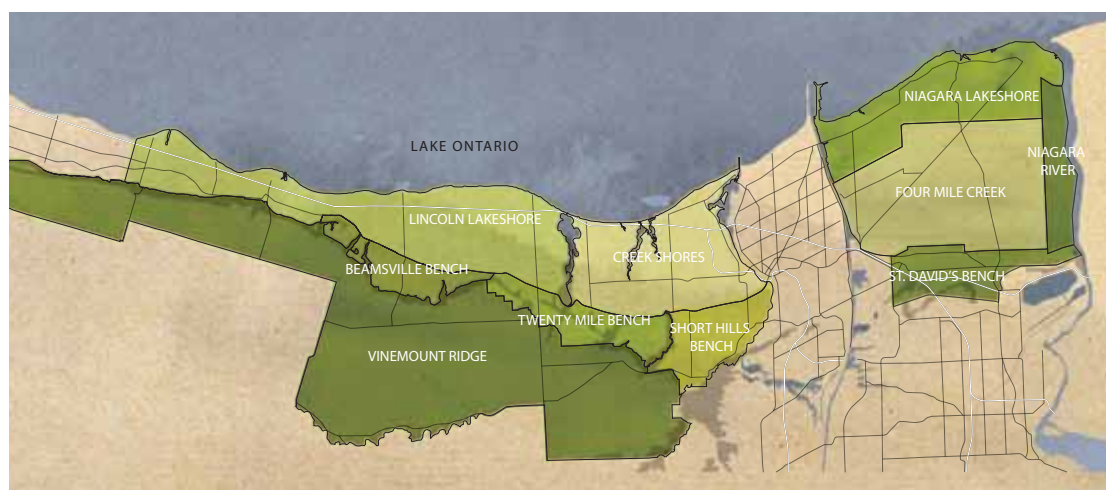 NIAGARA LAKESHORE
LAKE ONTARIO
NIAGARA
RIVER
FOUR MILE CREEK
LINCOLN LAKESHORE
CREEK SHORES
BEAMSVILLE BENCH
ST. DAVID'S BENCH
TWENTY MILE BENCH
SHORT HILLS
BENCH
VINEMOUNT RIDGE